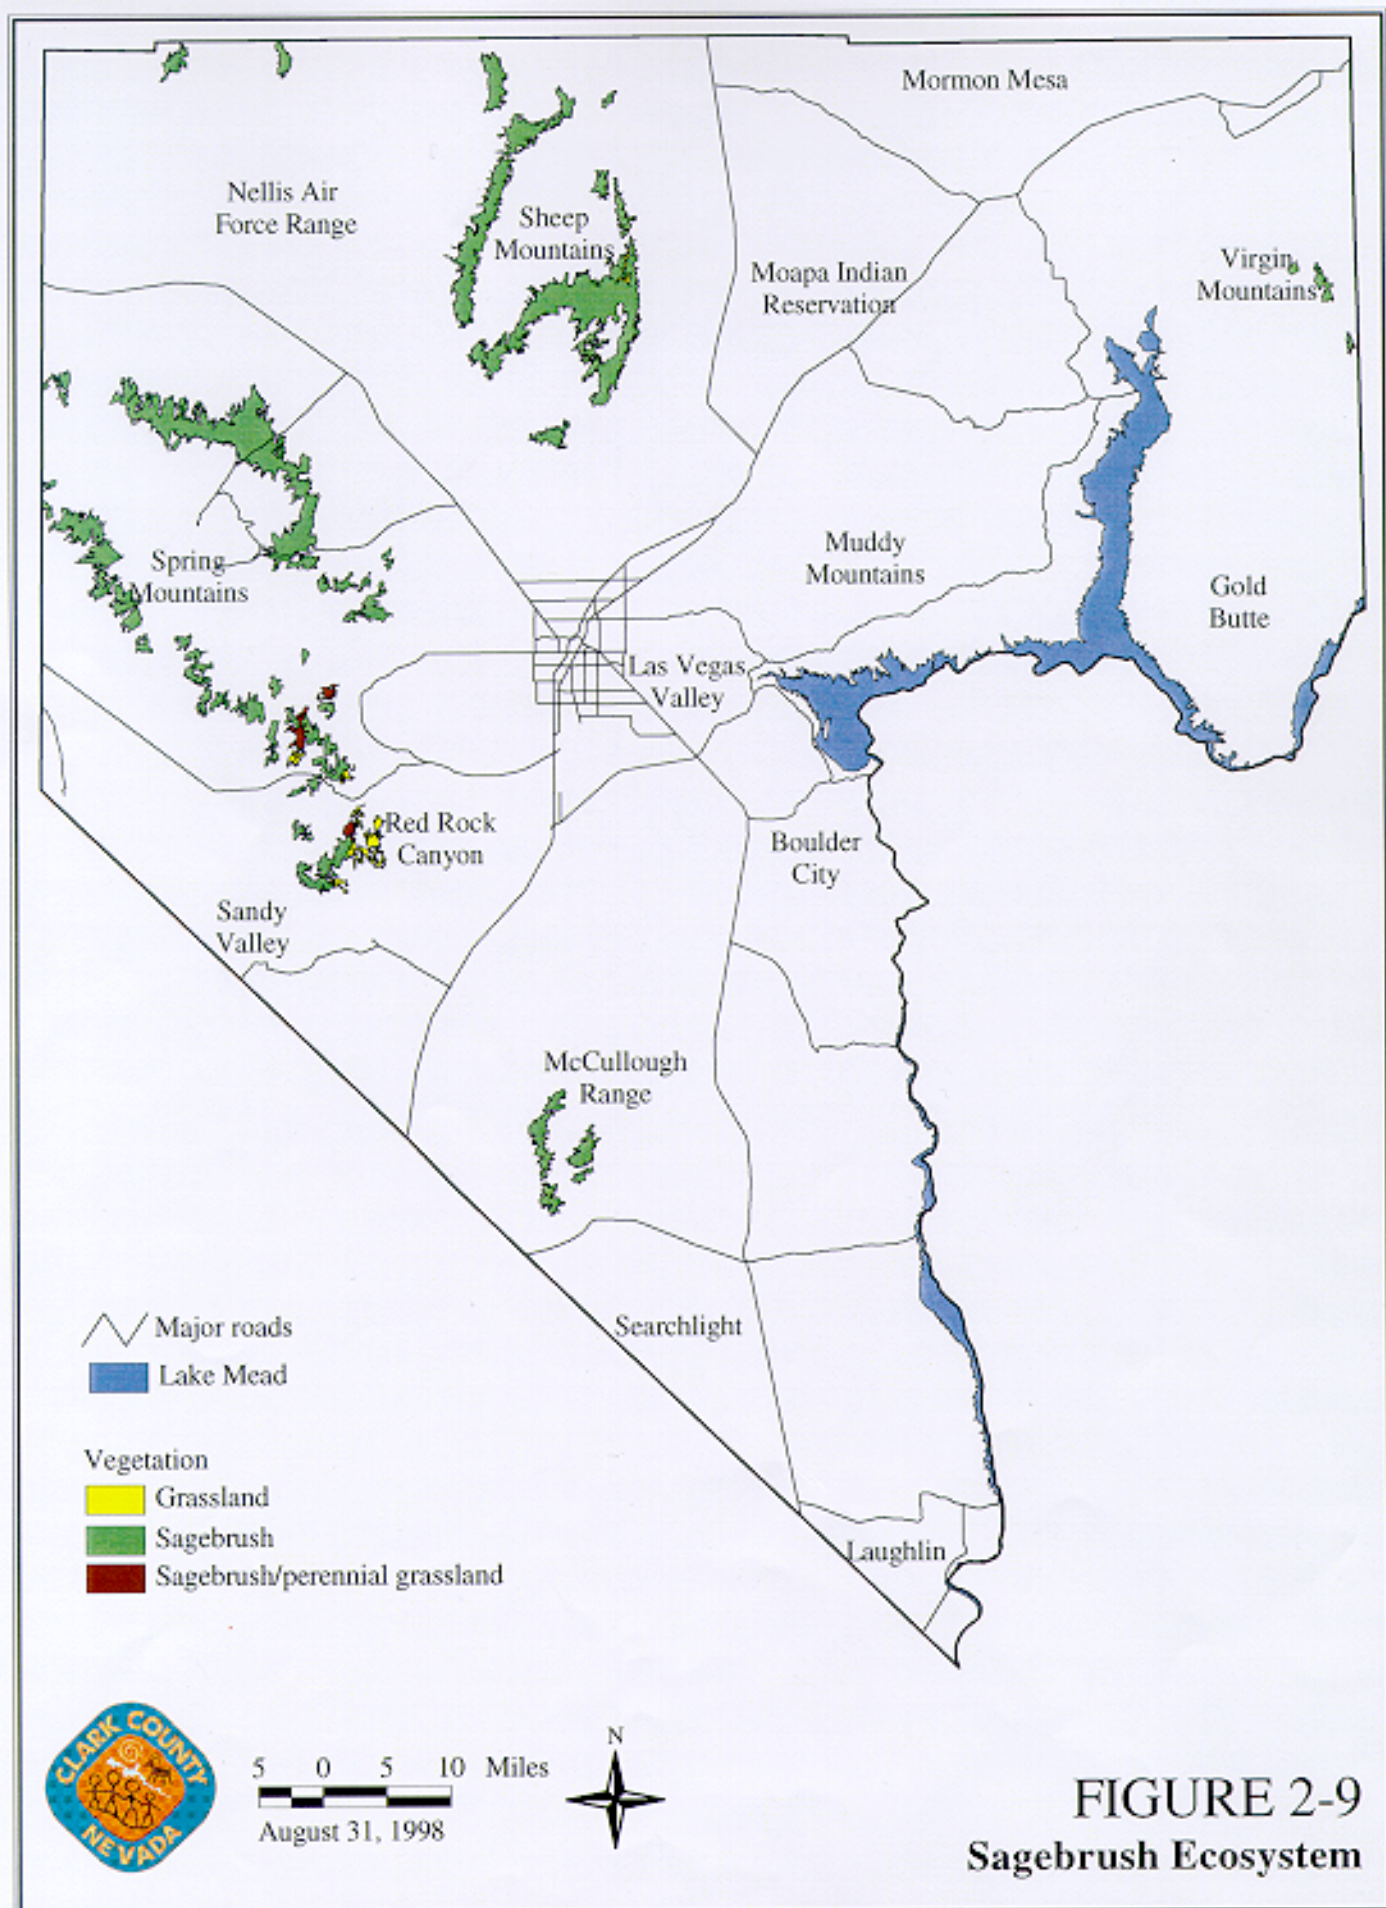 Mormon Mesa
Nellis Air
Force Range
Sheep
Mountains
Moapa Indian
Reservation
Virgin
Mountains
Spring
Mountains
Muddy
Mountains
Gold
Butte
Las Vegas
Valley
Red Rock
Canyon
Boulder
City
Sandy
Valley
McCullough
Range
Searchlight
Laughlin
Major roads
Lake Mead
Vegetation
Grassland
Sagebrush
Sagebrush/perennial grassland
CLARK COUNTY
NEVADA
5 0 5 10 Miles
August 31, 1998
N
FIGURE 2-9
Sagebrush Ecosystem